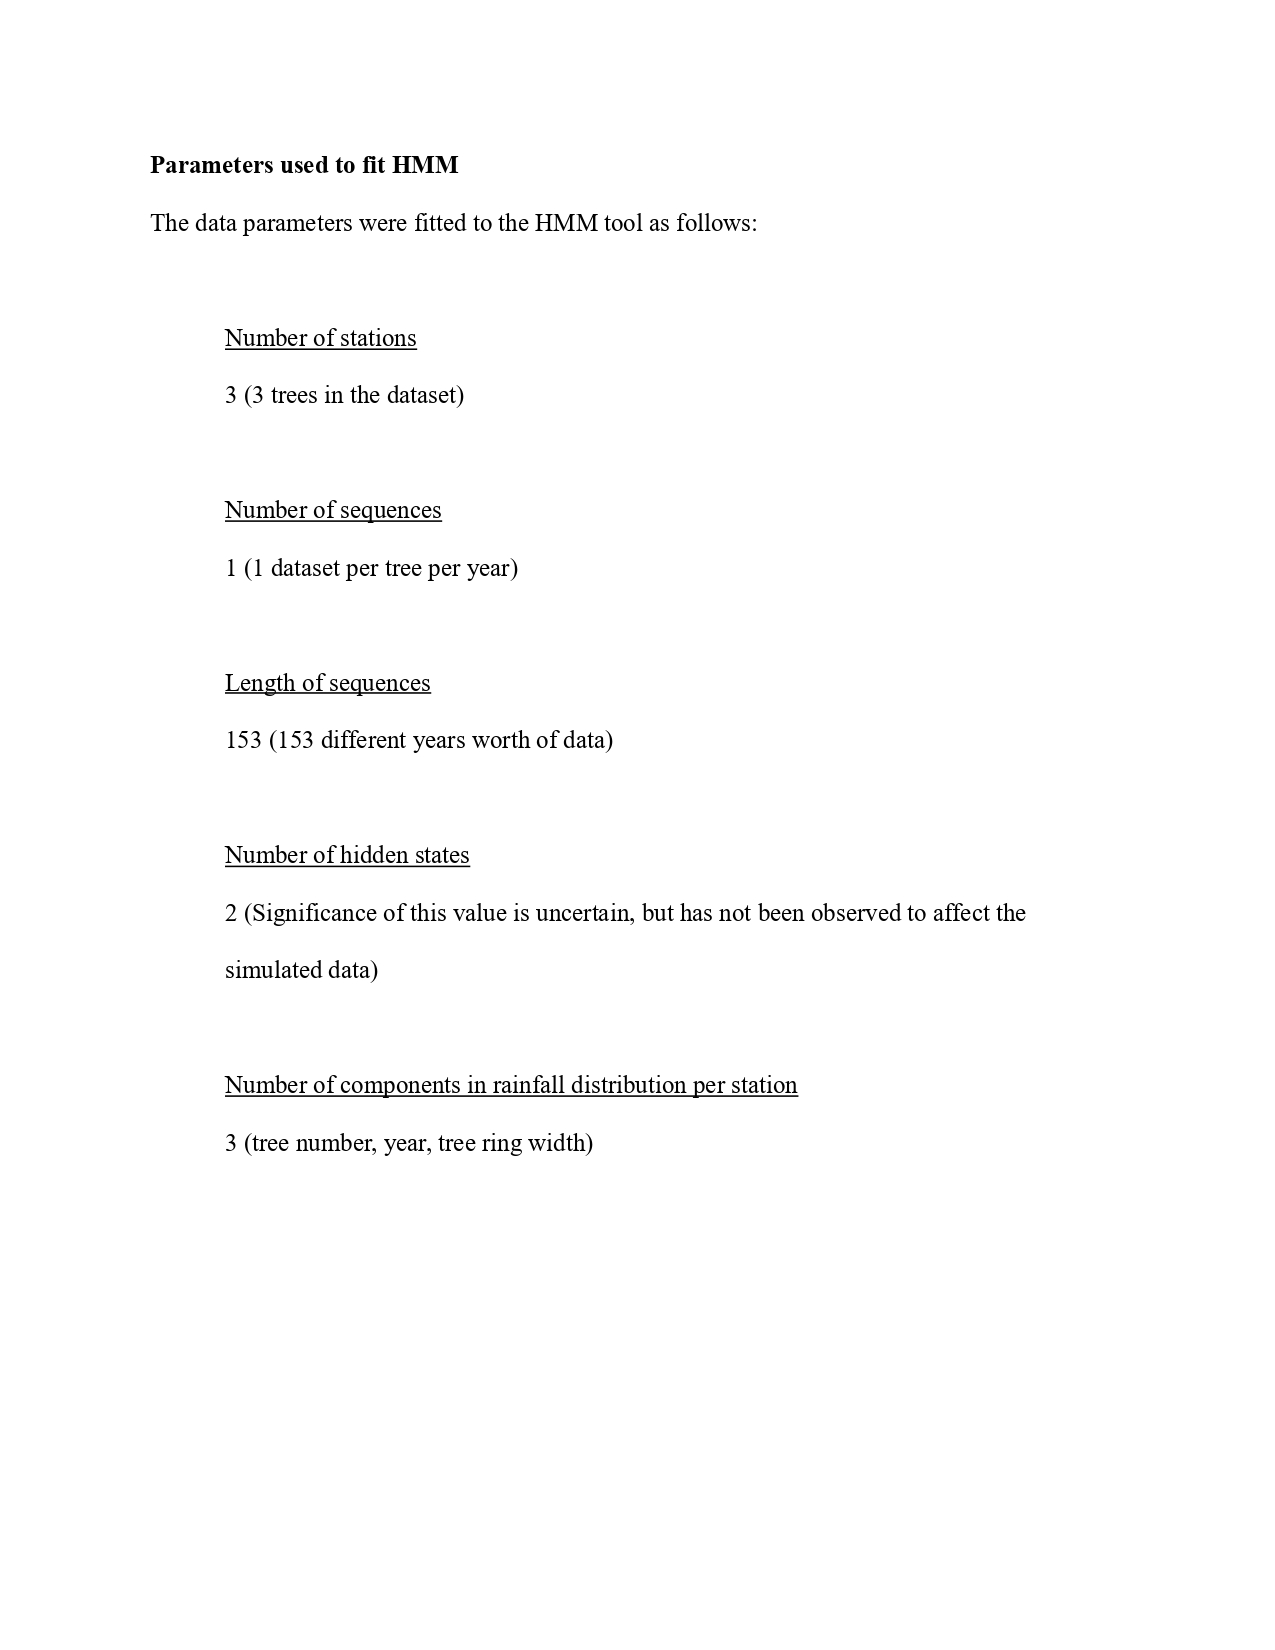 Parameters used to fit HMM
The data parameters were fitted to the HMM tool as follows:
Number of stations
3 (3 trees in the dataset)
Number of sequences
1 (1 dataset per tree per year)
Length of sequences
153 (153 different years worth of data)
Number of hidden states
2 (Significance of this value is uncertain, but has not been observed to affect the
simulated data)
Number of components in rainfall distribution per station
3 (tree number, year, tree ring width)